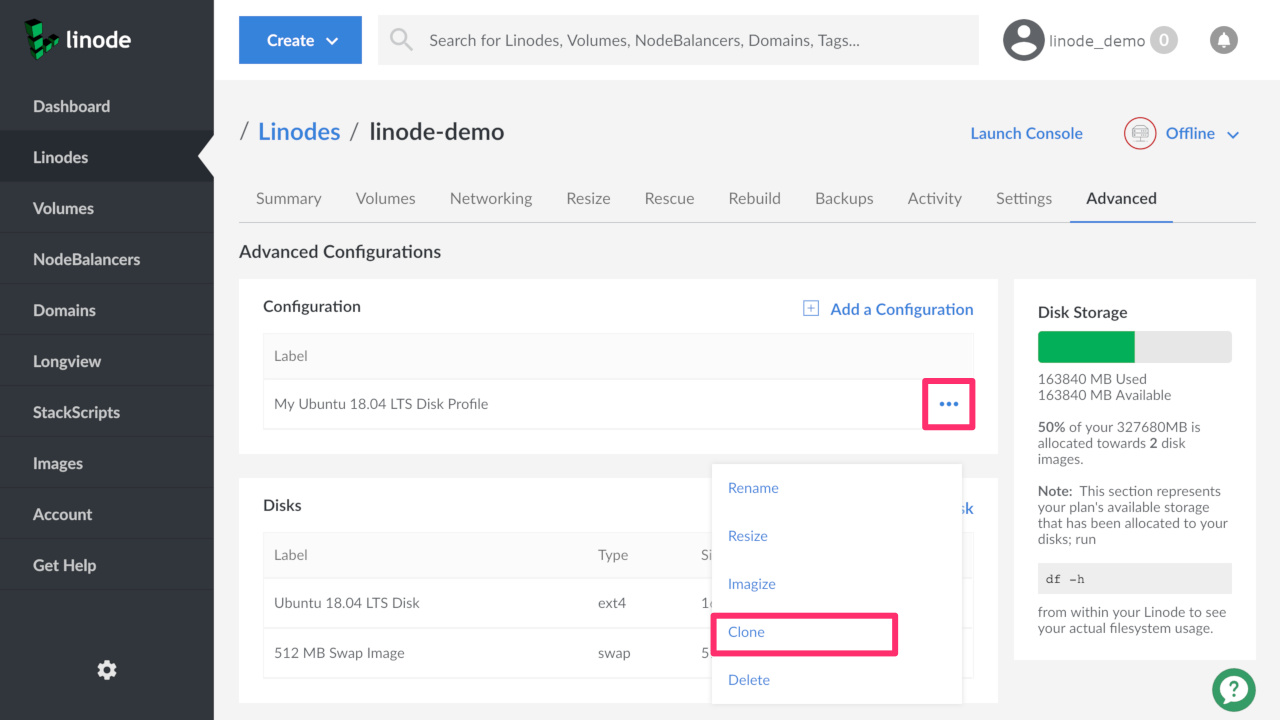 linode
Create
Search for Linodes, Volumes, NodeBalancers, Domains, Tags...
linode_demo 0
Dashboard
Linodes
Volumes
NodeBalancers
Domains
Longview
StackScripts
Images
Account
Get Help
/ Linodes / linode-demo
Launch Console
Offline
Summary Volumes Networking Resize Rescue Rebuild Backups Activity Settings Advanced
Advanced Configurations
Configuration
Add a Configuration
Label
My Ubuntu 18.04 LTS Disk Profile
Disks
Label Type
Ubuntu 18.04 LTS Disk ext4
512 MB Swap Image swap
Rename
Resize
Imagize
Clone
Delete
Disk Storage
163840 MB Used
163840 MB Available
50% of your 327680MB is
allocated towards 2 disk
images.
Note: This section represents
your plan's available storage
that has been allocated to your
disks; run
df -h
from within your Linode to see
your actual filesystem usage.
?